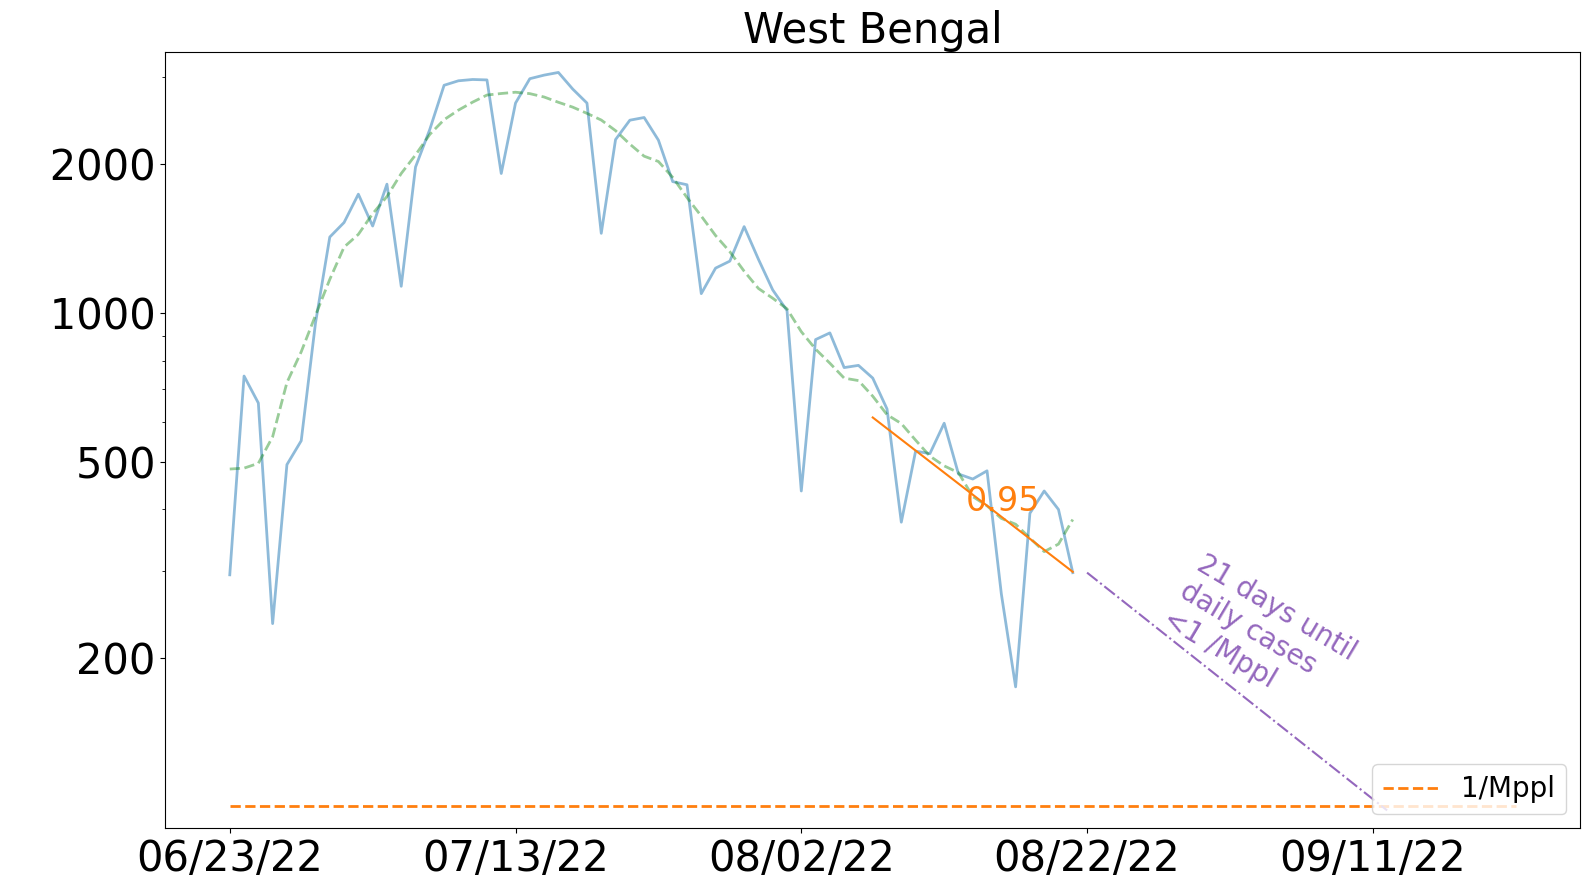 West Bengal
2000
1000
500
200
0.95
21 days until
daily cases
<1 /Mppl
1/Mppl
06/23/22
07/13/22
08/02/22
08/22/22
09/11/22